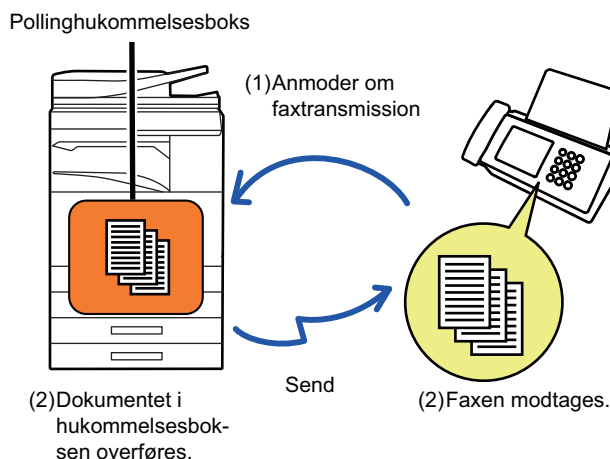 Pollinghukommelsesboks
(1)Anmoder om
faxtransmission
Send
(2)Dokumentet i
hukommelsesbok-
sen overføres.
(2)Faxen modtages.